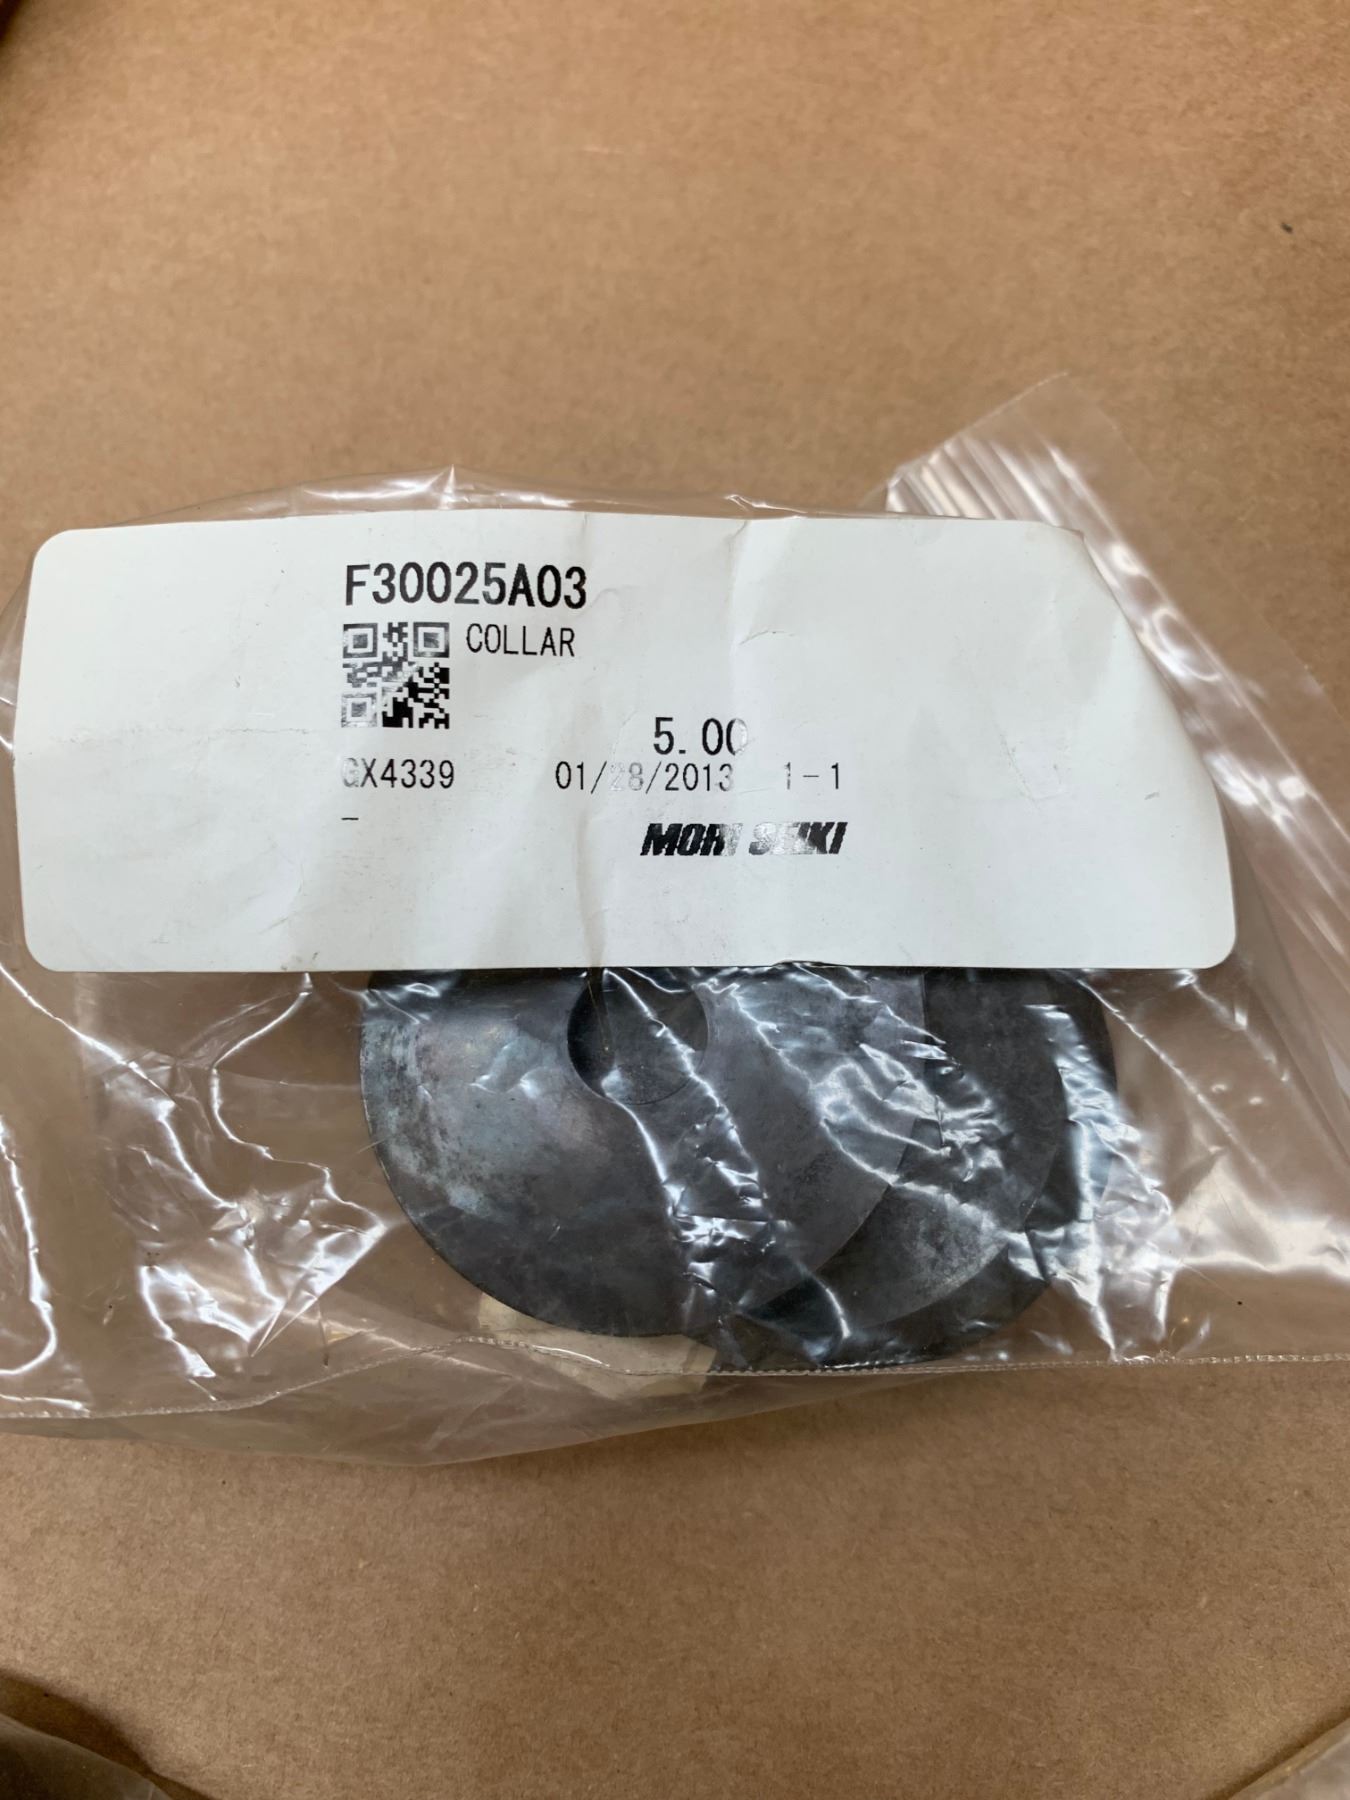 F30025A03
COLLAR
5.00
GX4339 01/28/2013 1-1
-
MORI SEIKI